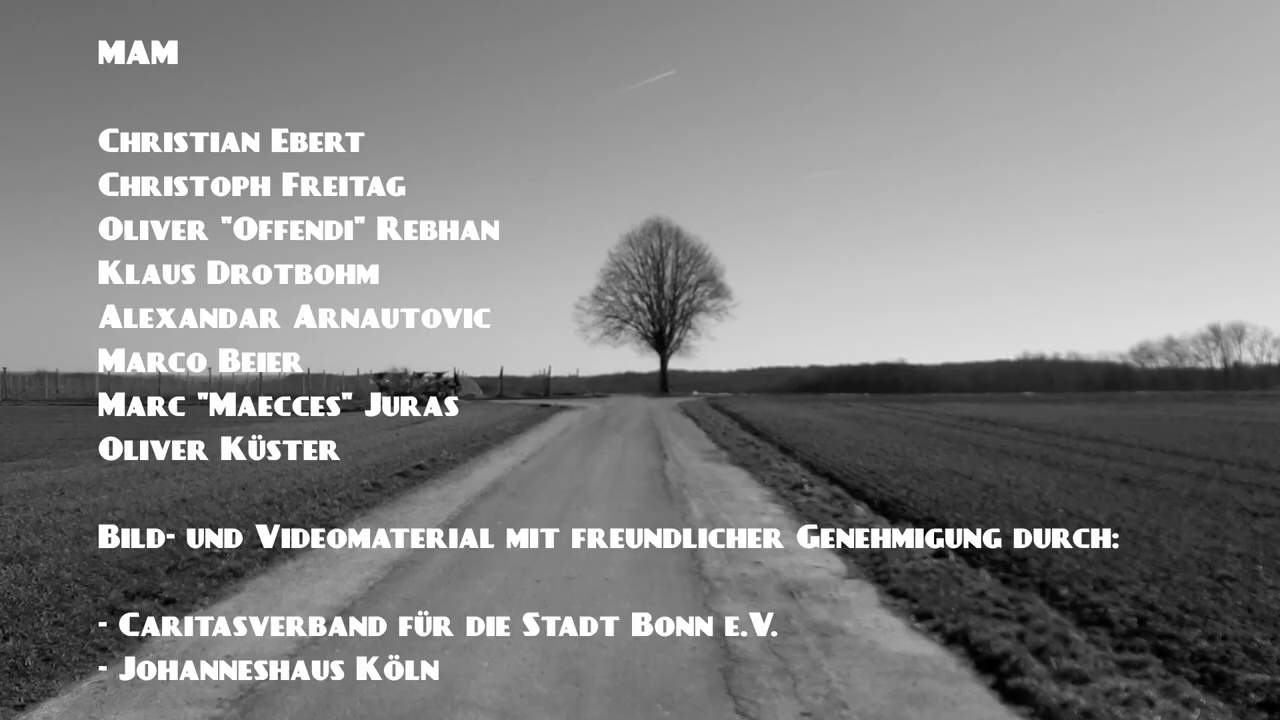 MAM
Christian Ebert
Christoph Freitag
Oliver "Offendi" Rebhan
Klaus Drotbohm
Alexandar Arnautovic
Marco Beier
Marc "Maecces" Juras
Oliver Küster
Bild- und Videomaterial mit freundlicher Genehmigung durch:
- Caritasverband für die Stadt Bonn e.V.
- Johanneshaus Köln